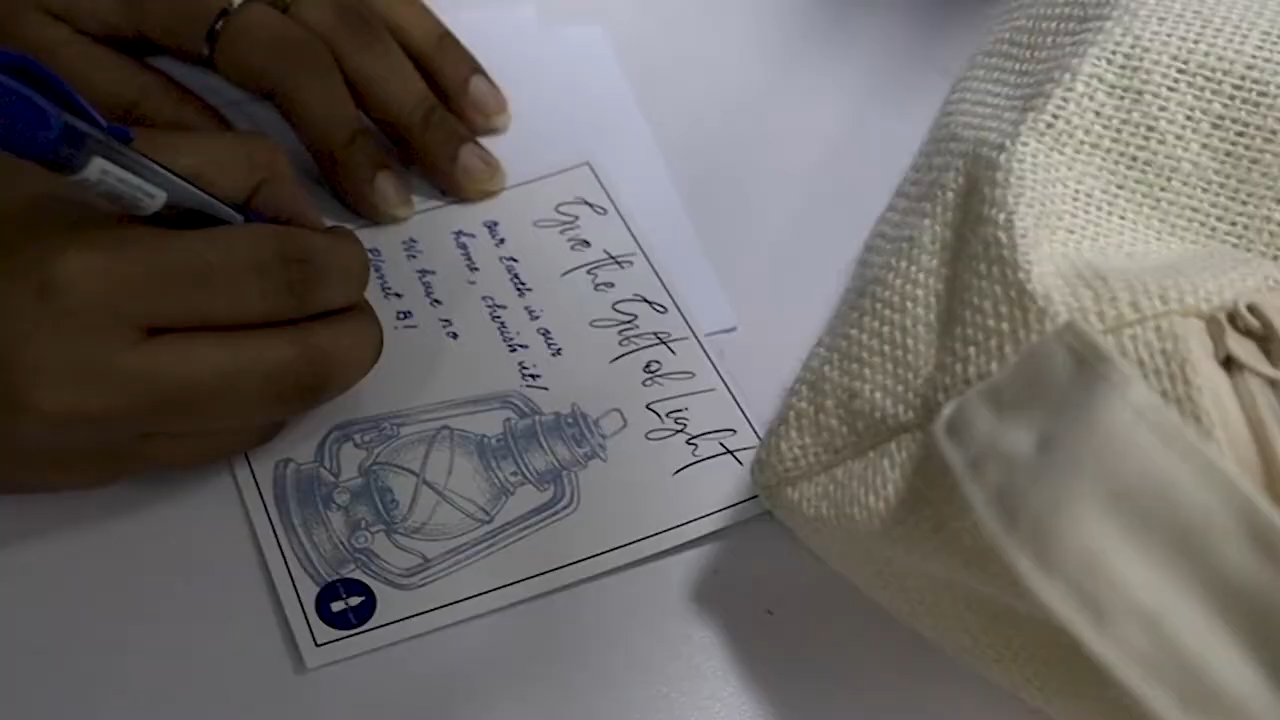 Give the Gift of Light
our Earth is our
home, cherish it!
We have no
Planet B!